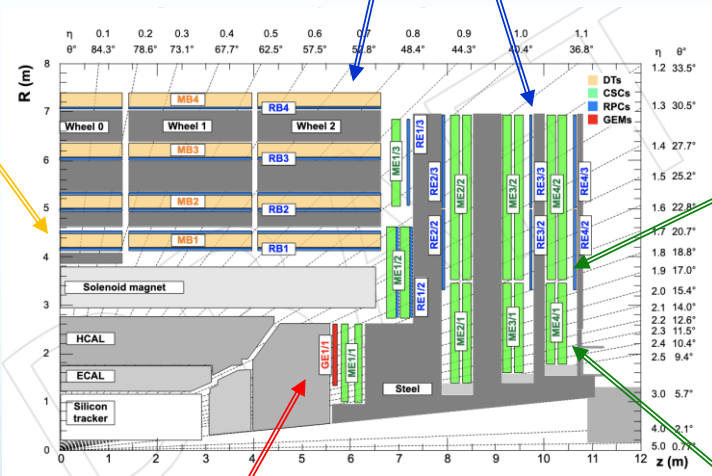 η 0.1 0.2 0.3 0.4 0.5 0.6 0.7 0.8 0.9 1.0 1.1
θ° 84.3° 78.6° 73.1° 67.7° 62.5° 57.5° 52.8° 48.4° 44.3° 40.4° 36.8° η θ°
R (m)
8
7
6
5
4
3
2
1
0
1.2 33.5°
1.3 30.5°
1.4 27.7°
1.5 25.2°
1.6 22.8°
1.7 20.7°
1.8 18.8°
1.9 17.0°
2.0 15.4°
2.1 14.0°
2.2 12.6°
2.3 11.5°
2.4 10.4°
2.5 9.4°
3.0 5.7°
4.0 2.1°
5.0 0.77°
DTs
CSCs
RPCs
GEMs
MB4
RB4
Wheel 0 Wheel 1 Wheel 2
MB3
RB3
MB2
RB2
MB1
RB1
Solenoid magnet
HCAL
ECAL
Silicon
tracker
Steel
GE1/1
ME1/1
ME1/2
RE1/2
ME1/3
RE1/3
RE2/3
RE2/2
ME2/2
ME2/1
ME3/2
ME3/1
RE3/3
RE3/2
ME4/2
ME4/1
RE4/3
RE4/2
0 1 2 3 4 5 6 7 8 9 10 11 12
z (m)